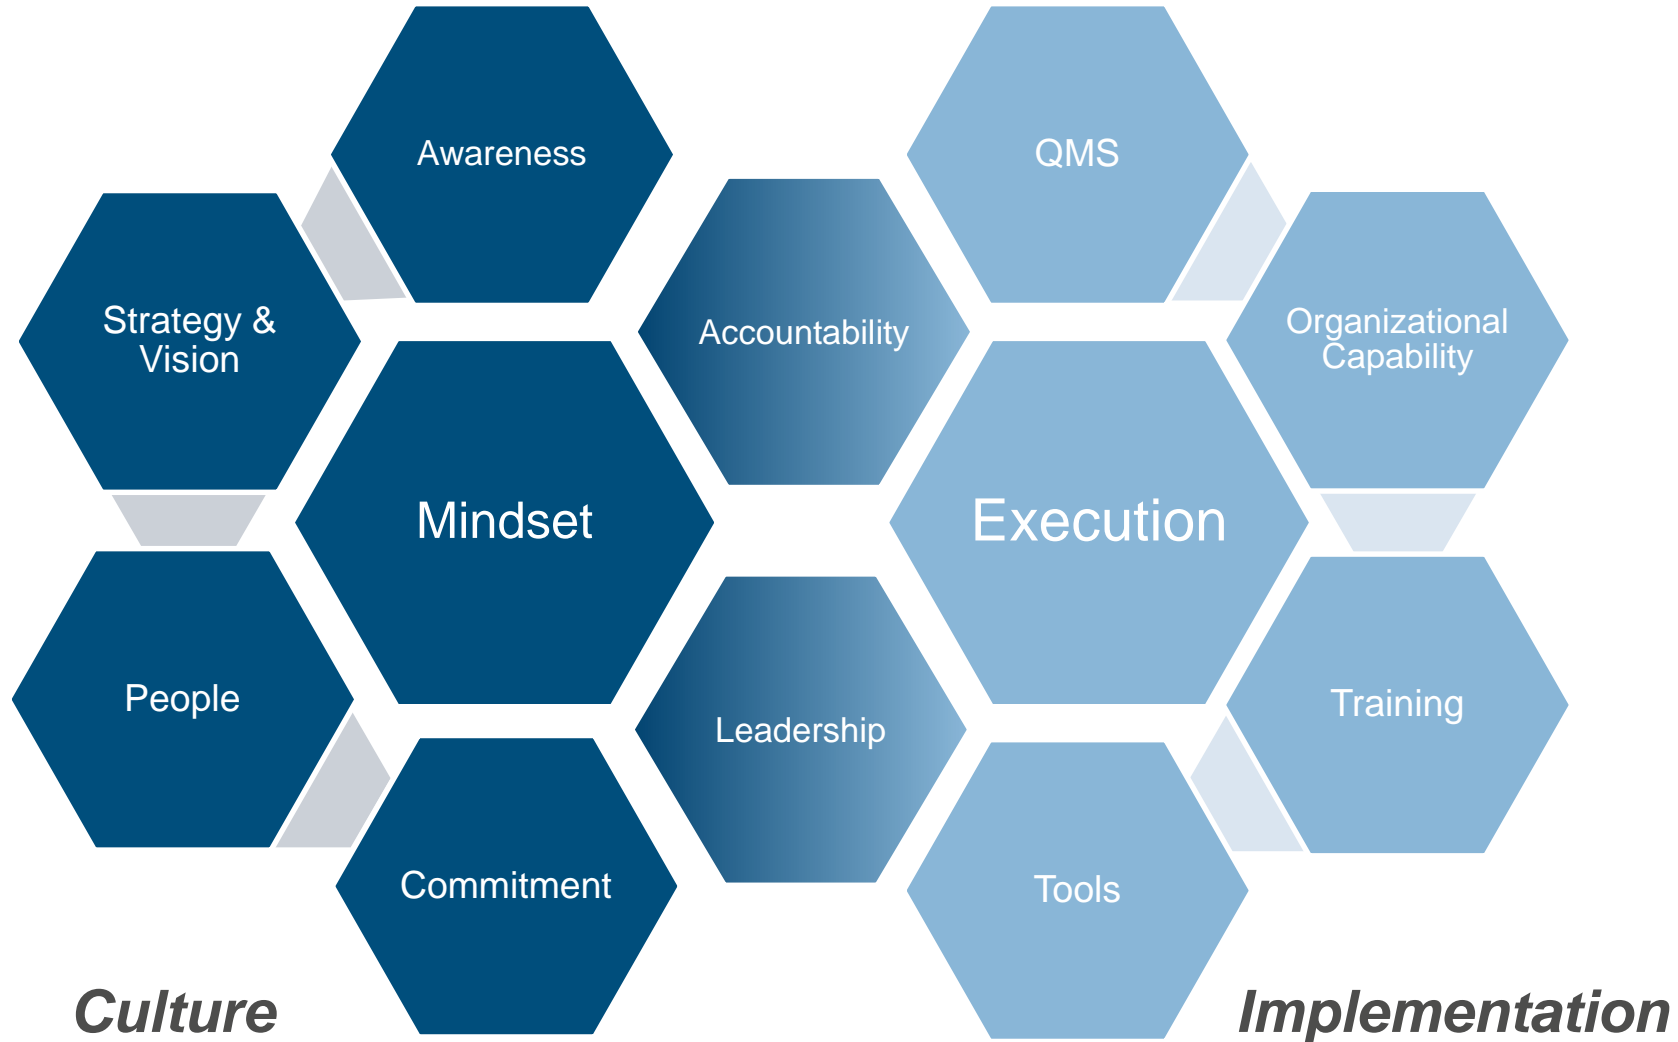 Awareness
QMS
Strategy &
Vision
Accountability
Organizational
Capability
Mindset
Execution
People
Leadership
Training
Commitment
Tools
Culture
Implementation